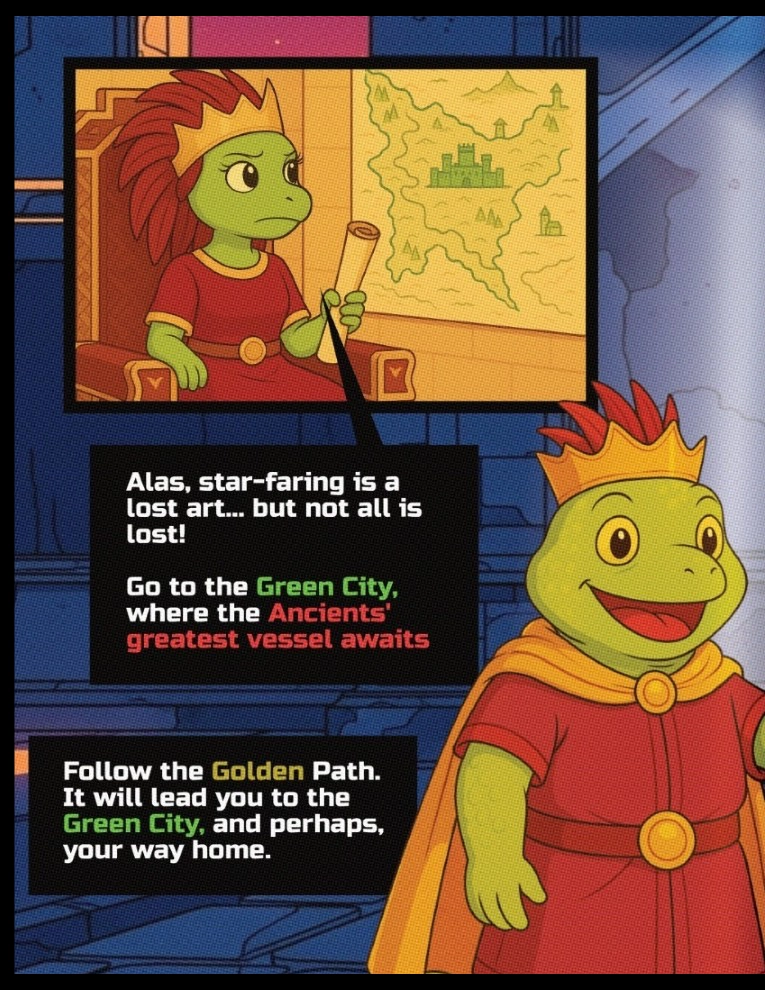 Alas, star-faring is a
lost art... but not all is
lost!
Go to the Green City,
where the Ancients'
greatest vessel awaits
Follow the Golden Path.
It will lead you to the
Green City, and perhaps,
your way home.